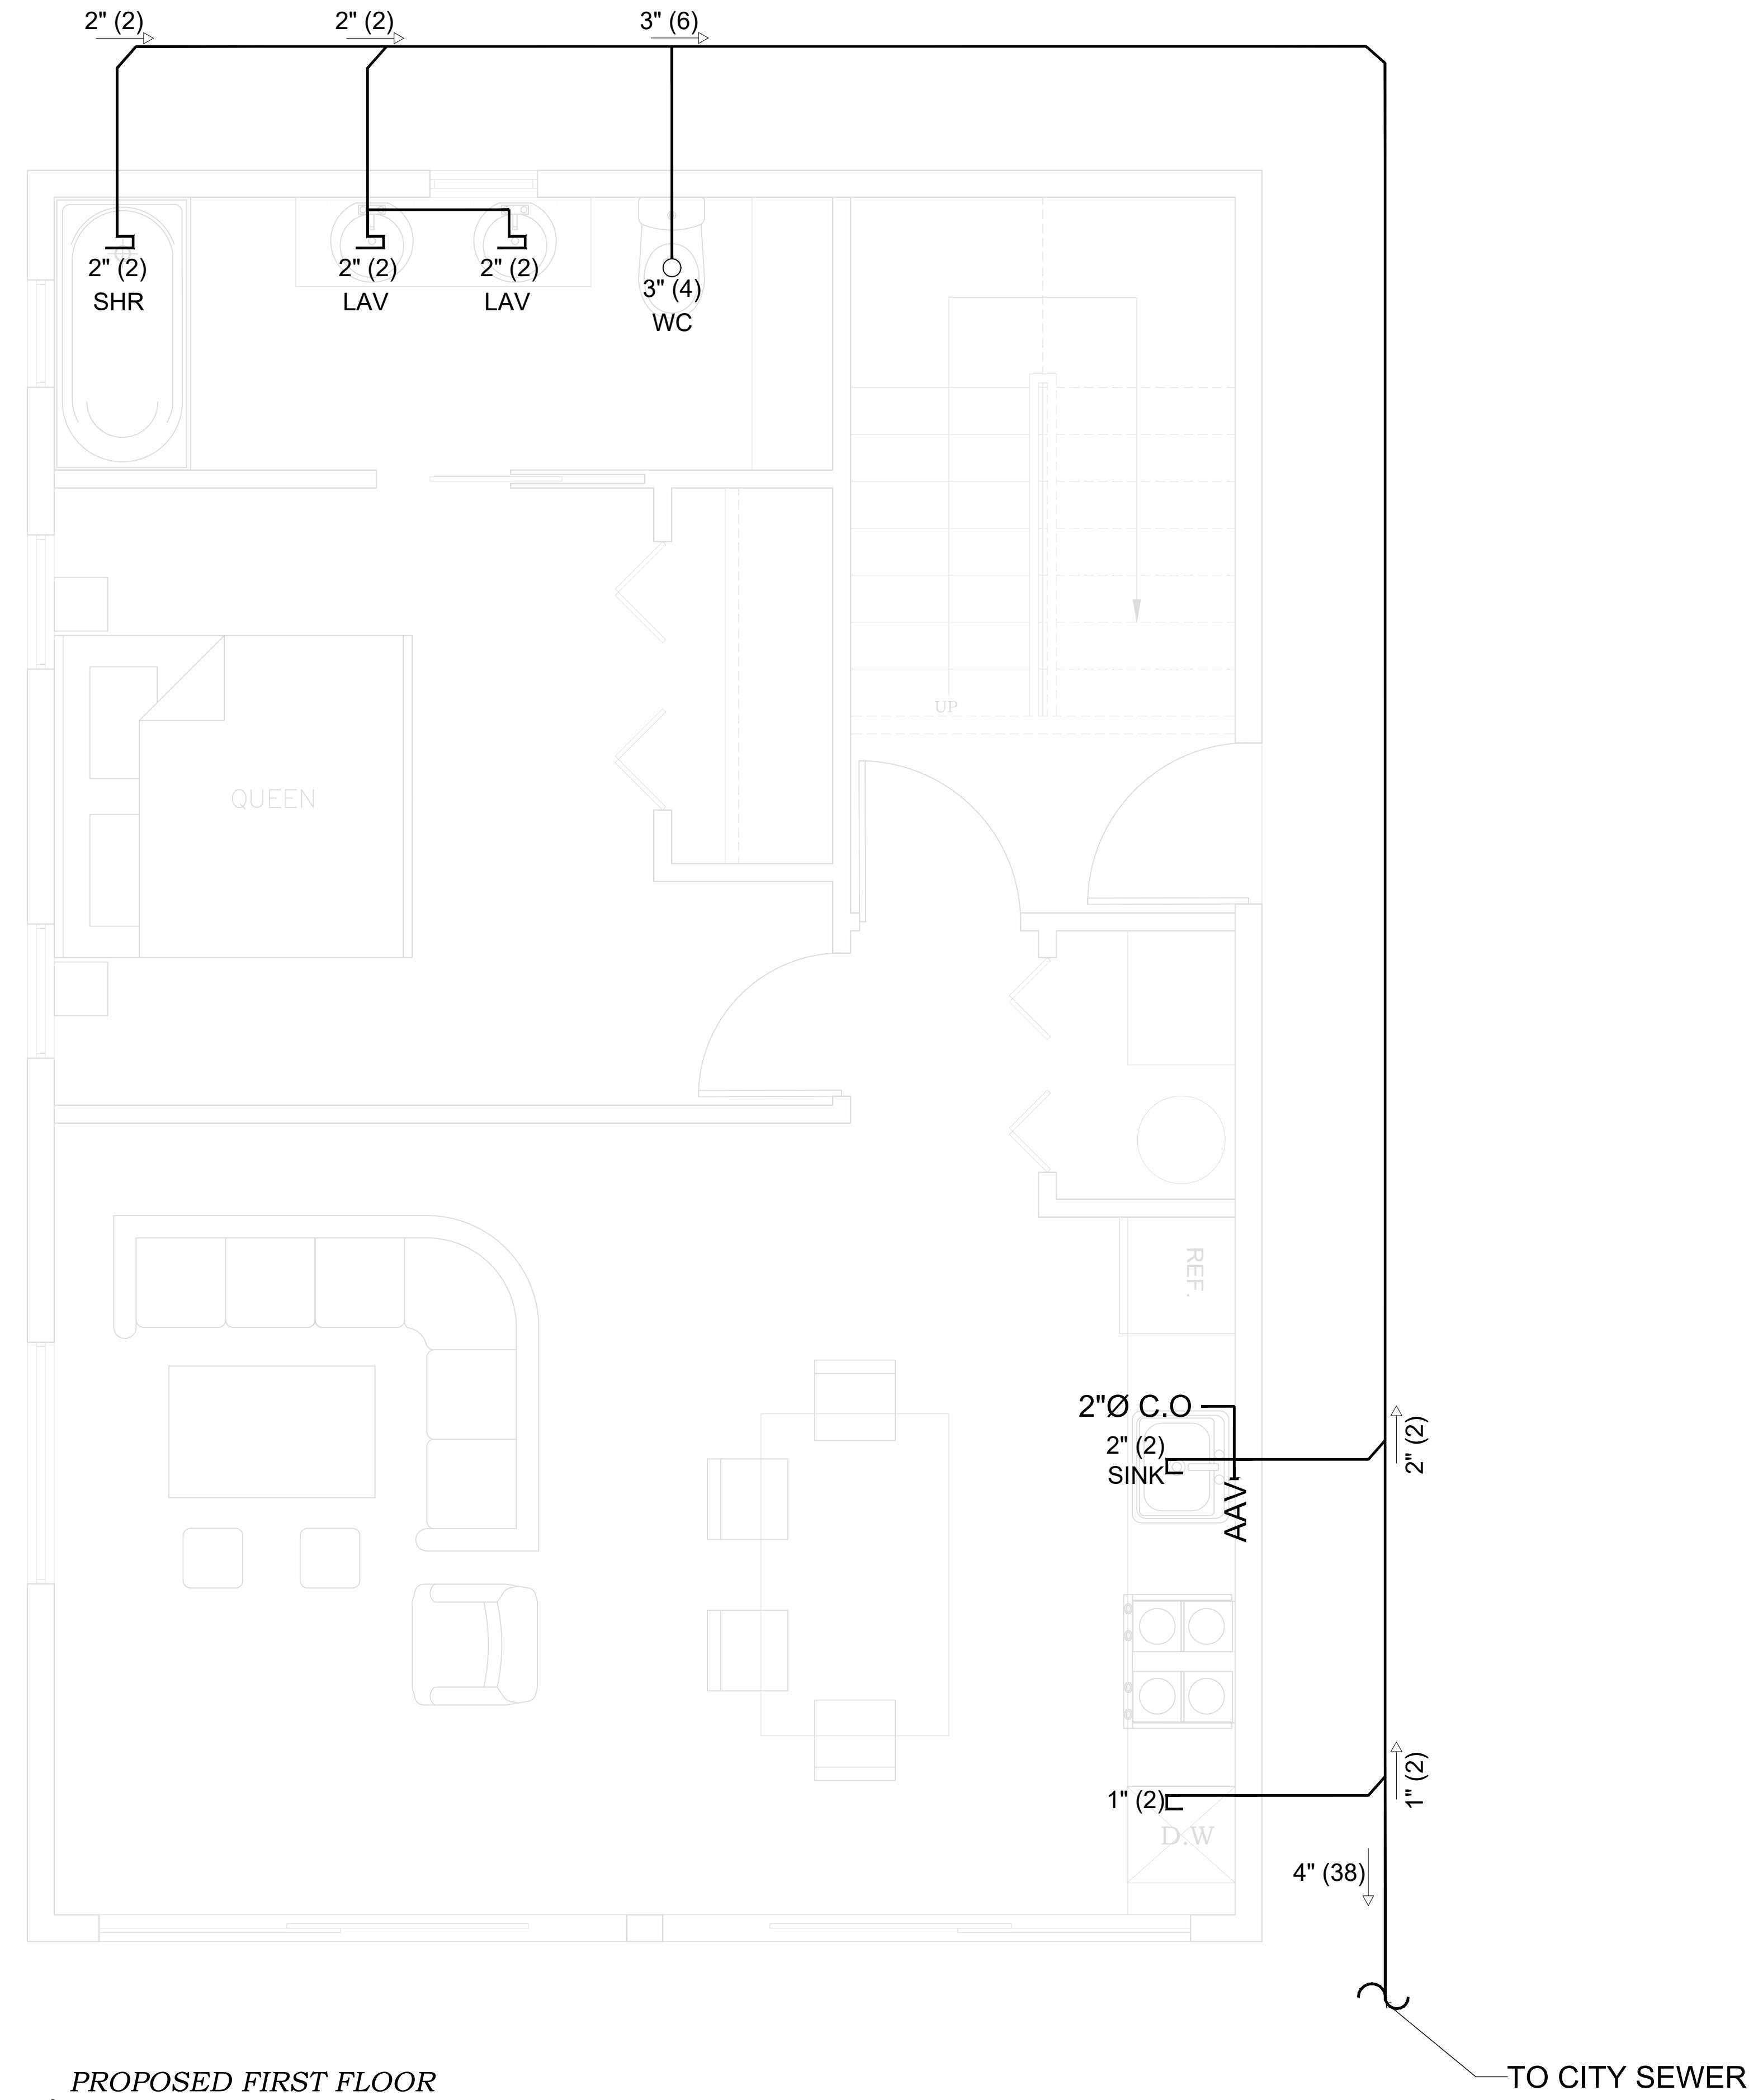 2" (2)
2" (2)
3" (6)
2" (2)
SHR
2" (2)
LAV
2" (2)
LAV
3" (4)
WC
UP
QUEEN
REF.
2"Ø C.O
2" (2)
SINK
AAV
2" (2)
1" (2)
1" (2)
D.W
4" (38)
TO CITY SEWER
PROPOSED FIRST FLOOR